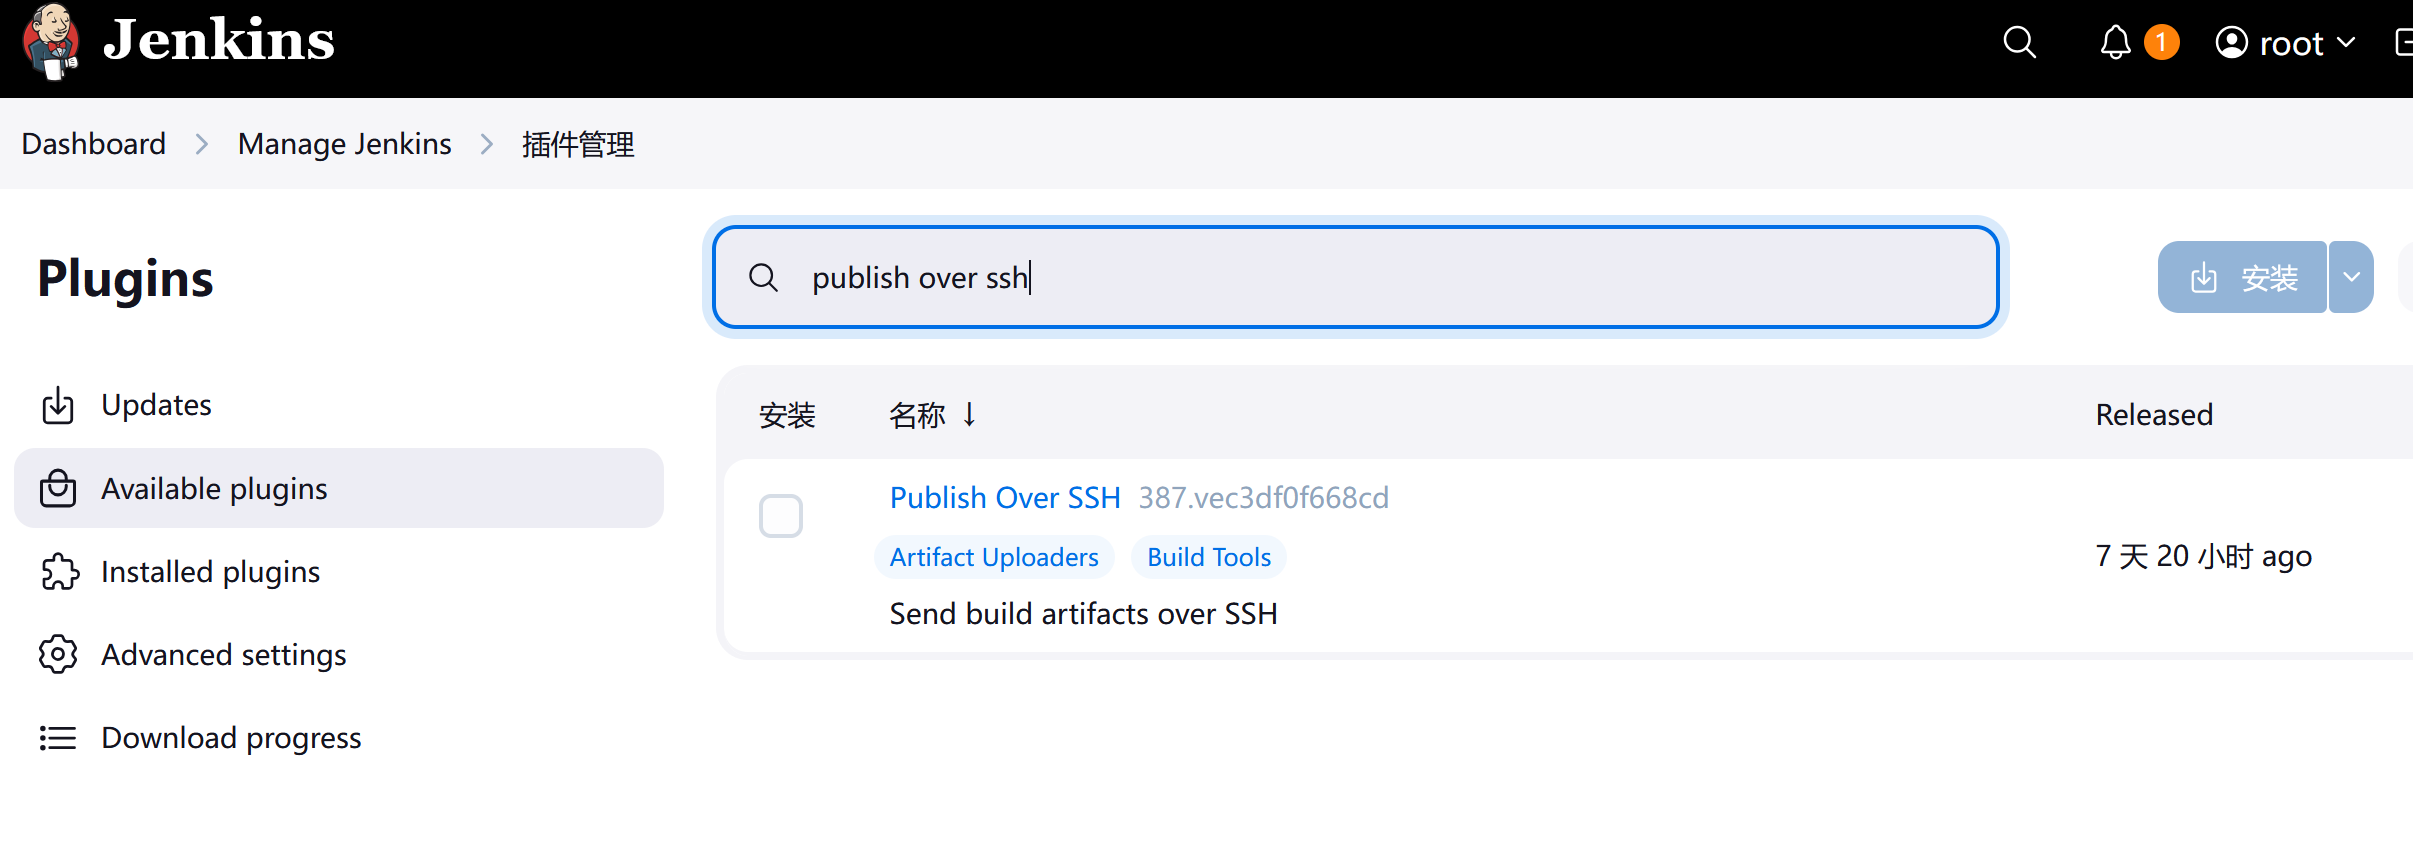 Jenkins
1 root
Dashboard > Manage Jenkins > 插件管理
Plugins
publish over ssh
安装
Updates
Available plugins
Installed plugins
Advanced settings
Download progress
安装 名称 ↓ Released
Publish Over SSH 387.vec3df0f668cd
Artifact Uploaders Build Tools
Send build artifacts over SSH
7 天 20 小时 ago